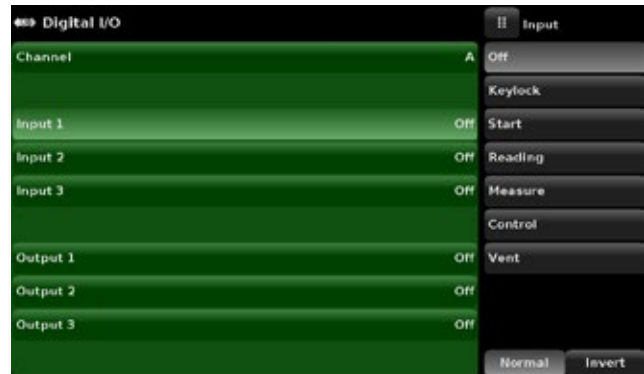 Digital I/O
Channel A
Input 1 Off
Input 2 Off
Input 3 Off
Output 1 Off
Output 2 Off
Output 3 Off
Input
Off
Keylock
Start
Reading
Measure
Control
Vent
Normal Invert